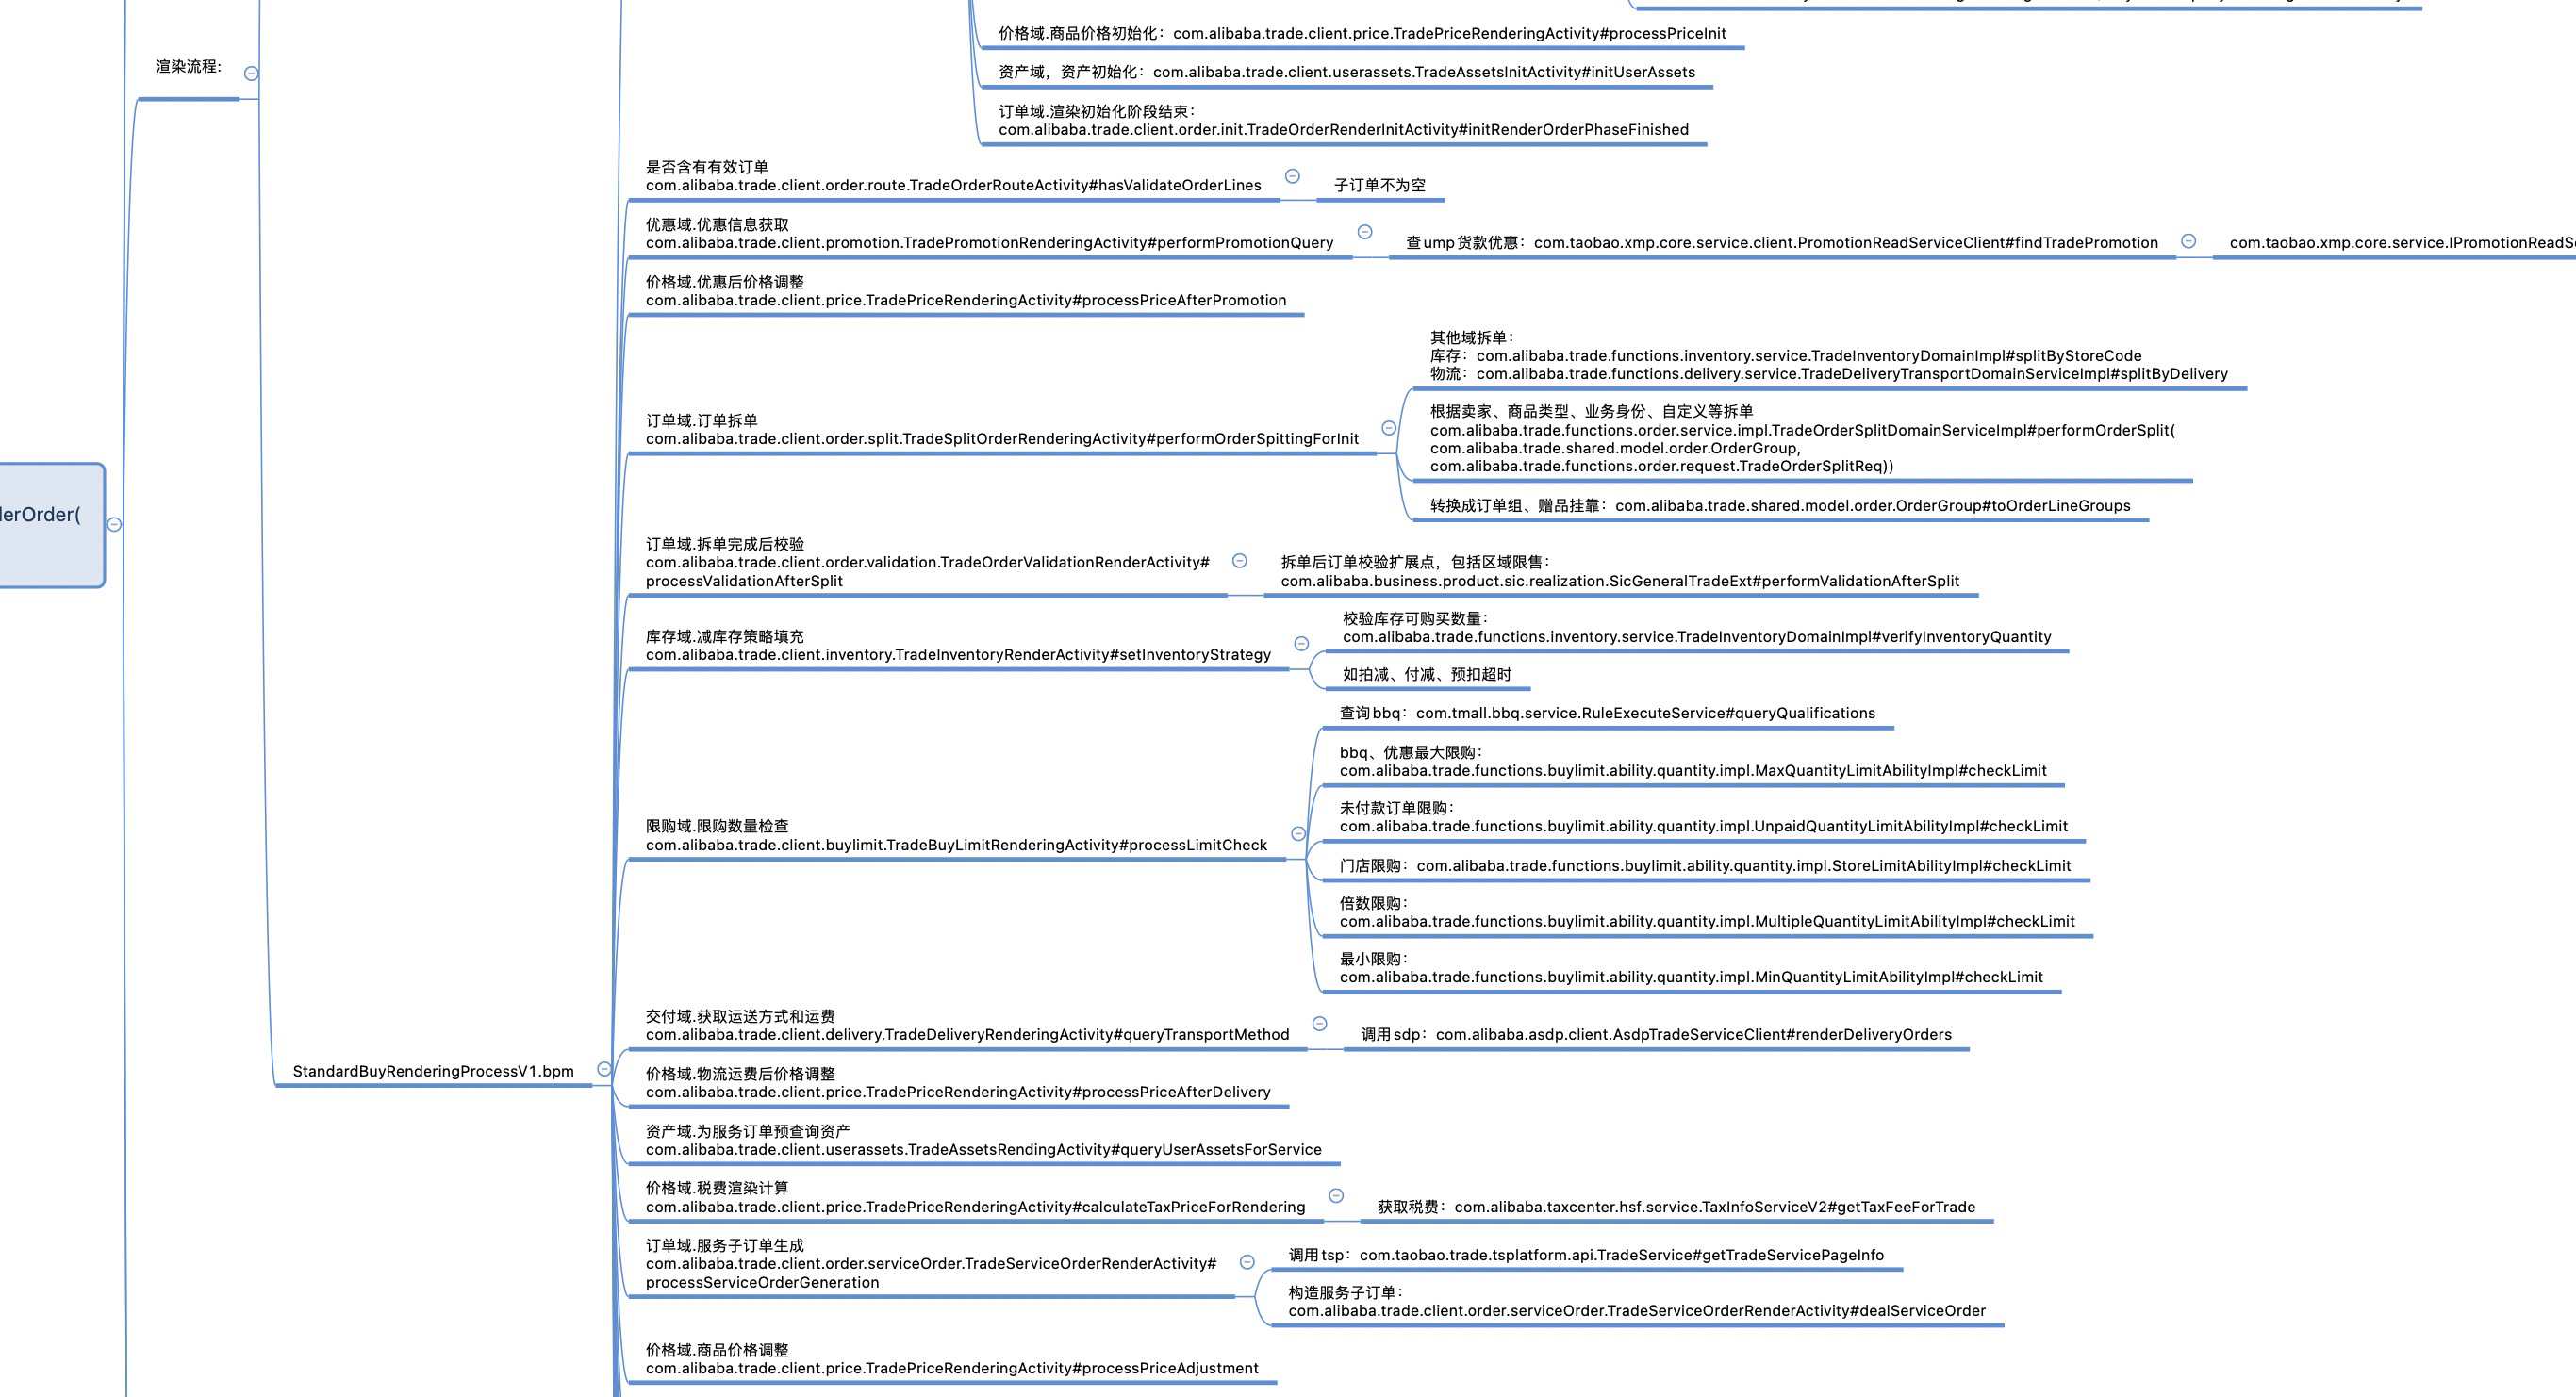 价格域.商品价格初始化：com.alibaba.trade.client.price.TradePriceRenderingActivity#processPriceInit
渲染流程:
资产域，资产初始化：com.alibaba.trade.client.userassets.TradeAssetsInitActivity#initUserAssets
订单域.渲染初始化阶段结束：
com.alibaba.trade.client.order.init.TradeOrderRenderInitActivity#initRenderOrderPhaseFinished
是否含有有效订单
com.alibaba.trade.client.order.route.TradeOrderRouteActivity#hasValidateOrderLines
子订单不为空
优惠域.优惠信息获取
com.alibaba.trade.client.promotion.TradePromotionRenderingActivity#performPromotionQuery
查ump货款优惠：com.taobao.xmp.core.service.client.PromotionReadServiceClient#findTradePromotion
com.taobao.xmp.core.service.IPromotionReadS
价格域.优惠后价格调整
com.alibaba.trade.client.price.TradePriceRenderingActivity#processPriceAfterPromotion
订单域.订单拆单
com.alibaba.trade.client.order.split.TradeSplitOrderRenderingActivity#performOrderSpittingForInit
其他域拆单：
库存：com.alibaba.trade.functions.inventory.service.TradeInventoryDomainImpl#splitByStoreCode
物流：com.alibaba.trade.functions.delivery.service.TradeDeliveryTransportDomainServiceImpl#splitByDelivery
根据卖家、商品类型、业务身份、自定义等拆单
com.alibaba.trade.functions.order.service.impl.TradeOrderSplitDomainServiceImpl#performOrderSplit(
com.alibaba.trade.shared.model.order.OrderGroup,
com.alibaba.trade.functions.order.request.TradeOrderSplitReq))
转换成订单组、赠品挂靠：com.alibaba.trade.shared.model.order.OrderGroup#toOrderLineGroups
lerOrder(
订单域.拆单完成后校验
com.alibaba.trade.client.order.validation.TradeOrderValidationRenderActivity#
processValidationAfterSplit
拆单后订单校验扩展点，包括区域限售：
com.alibaba.business.product.sic.realization.SicGeneralTradeExt#performValidationAfterSplit
库存域.减库存策略填充
com.alibaba.trade.client.inventory.TradeInventoryRenderActivity#setInventoryStrategy
校验库存可购买数量：
com.alibaba.trade.functions.inventory.service.TradeInventoryDomainImpl#verifyInventoryQuantity
如拍减、付减、预扣超时
限购域.限购数量检查
com.alibaba.trade.client.buylimit.TradeBuyLimitRenderingActivity#processLimitCheck
查询bbq：com.tmall.bbq.service.RuleExecuteService#queryQualifications
bbq、优惠最大限购：
com.alibaba.trade.functions.buylimit.ability.quantity.impl.MaxQuantityLimitAbilityImpl#checkLimit
未付款订单限购：
com.alibaba.trade.functions.buylimit.ability.quantity.impl.UnpaidQuantityLimitAbilityImpl#checkLimit
门店限购：com.alibaba.trade.functions.buylimit.ability.quantity.impl.StoreLimitAbilityImpl#checkLimit
倍数限购：
com.alibaba.trade.functions.buylimit.ability.quantity.impl.MultipleQuantityLimitAbilityImpl#checkLimit
最小限购：
com.alibaba.trade.functions.buylimit.ability.quantity.impl.MinQuantityLimitAbilityImpl#checkLimit
StandardBuyRenderingProcessV1.bpm
交付域.获取运送方式和运费
com.alibaba.trade.client.delivery.TradeDeliveryRenderingActivity#queryTransportMethod
调用sdp：com.alibaba.asdp.client.AsdpTradeServiceClient#renderDeliveryOrders
价格域.物流运费后价格调整
com.alibaba.trade.client.price.TradePriceRenderingActivity#processPriceAfterDelivery
资产域.为服务订单预查询资产
com.alibaba.trade.client.userassets.TradeAssetsRendingActivity#queryUserAssetsForService
价格域.税费渲染计算
com.alibaba.trade.client.price.TradePriceRenderingActivity#calculateTaxPriceForRendering
获取税费：com.alibaba.taxcenter.hsf.service.TaxInfoServiceV2#getTaxFeeForTrade
订单域.服务子订单生成
com.alibaba.trade.client.order.serviceOrder.TradeServiceOrderRenderActivity#
processServiceOrderGeneration
调用tsp：com.taobao.trade.tsplatform.api.TradeService#getTradeServicePageInfo
构造服务子订单：
com.alibaba.trade.client.order.serviceOrder.TradeServiceOrderRenderActivity#dealServiceOrder
价格域.商品价格调整
com.alibaba.trade.client.price.TradePriceRenderingActivity#processPriceAdjustment